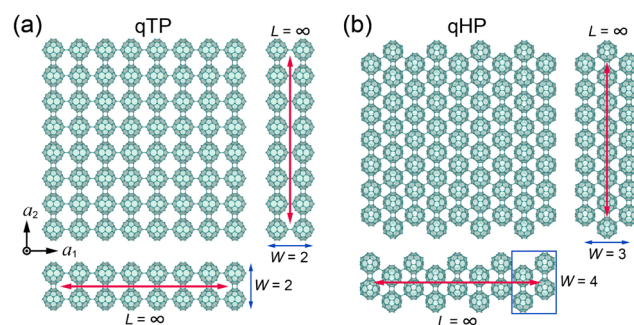 (a)
qTP
L = ∞
a₂
a₁
W = 2
W = 2
L = ∞
(b)
qHP
L = ∞
W = 3
W = 4
L = ∞